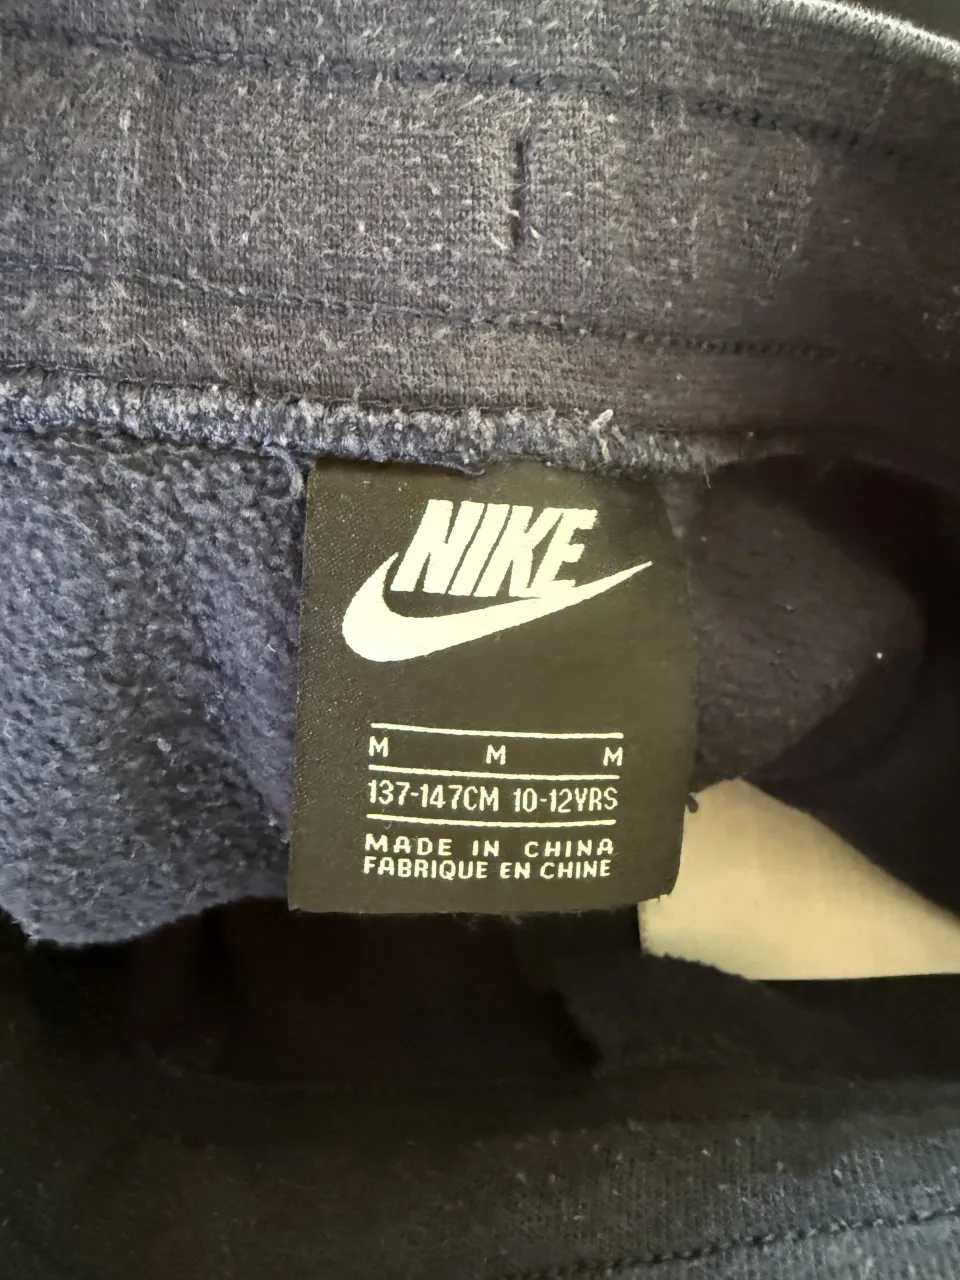 NIKE
M M M
137-147CM 10-12YRS
MADE IN CHINA
FABRIQUE EN CHINE